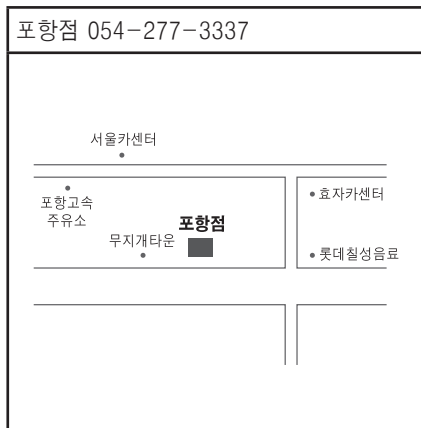 포항점 054-277-3337
서울카센터
포항고속
주유소
효자카센터
무지개타운
포항점
롯데칠성음료